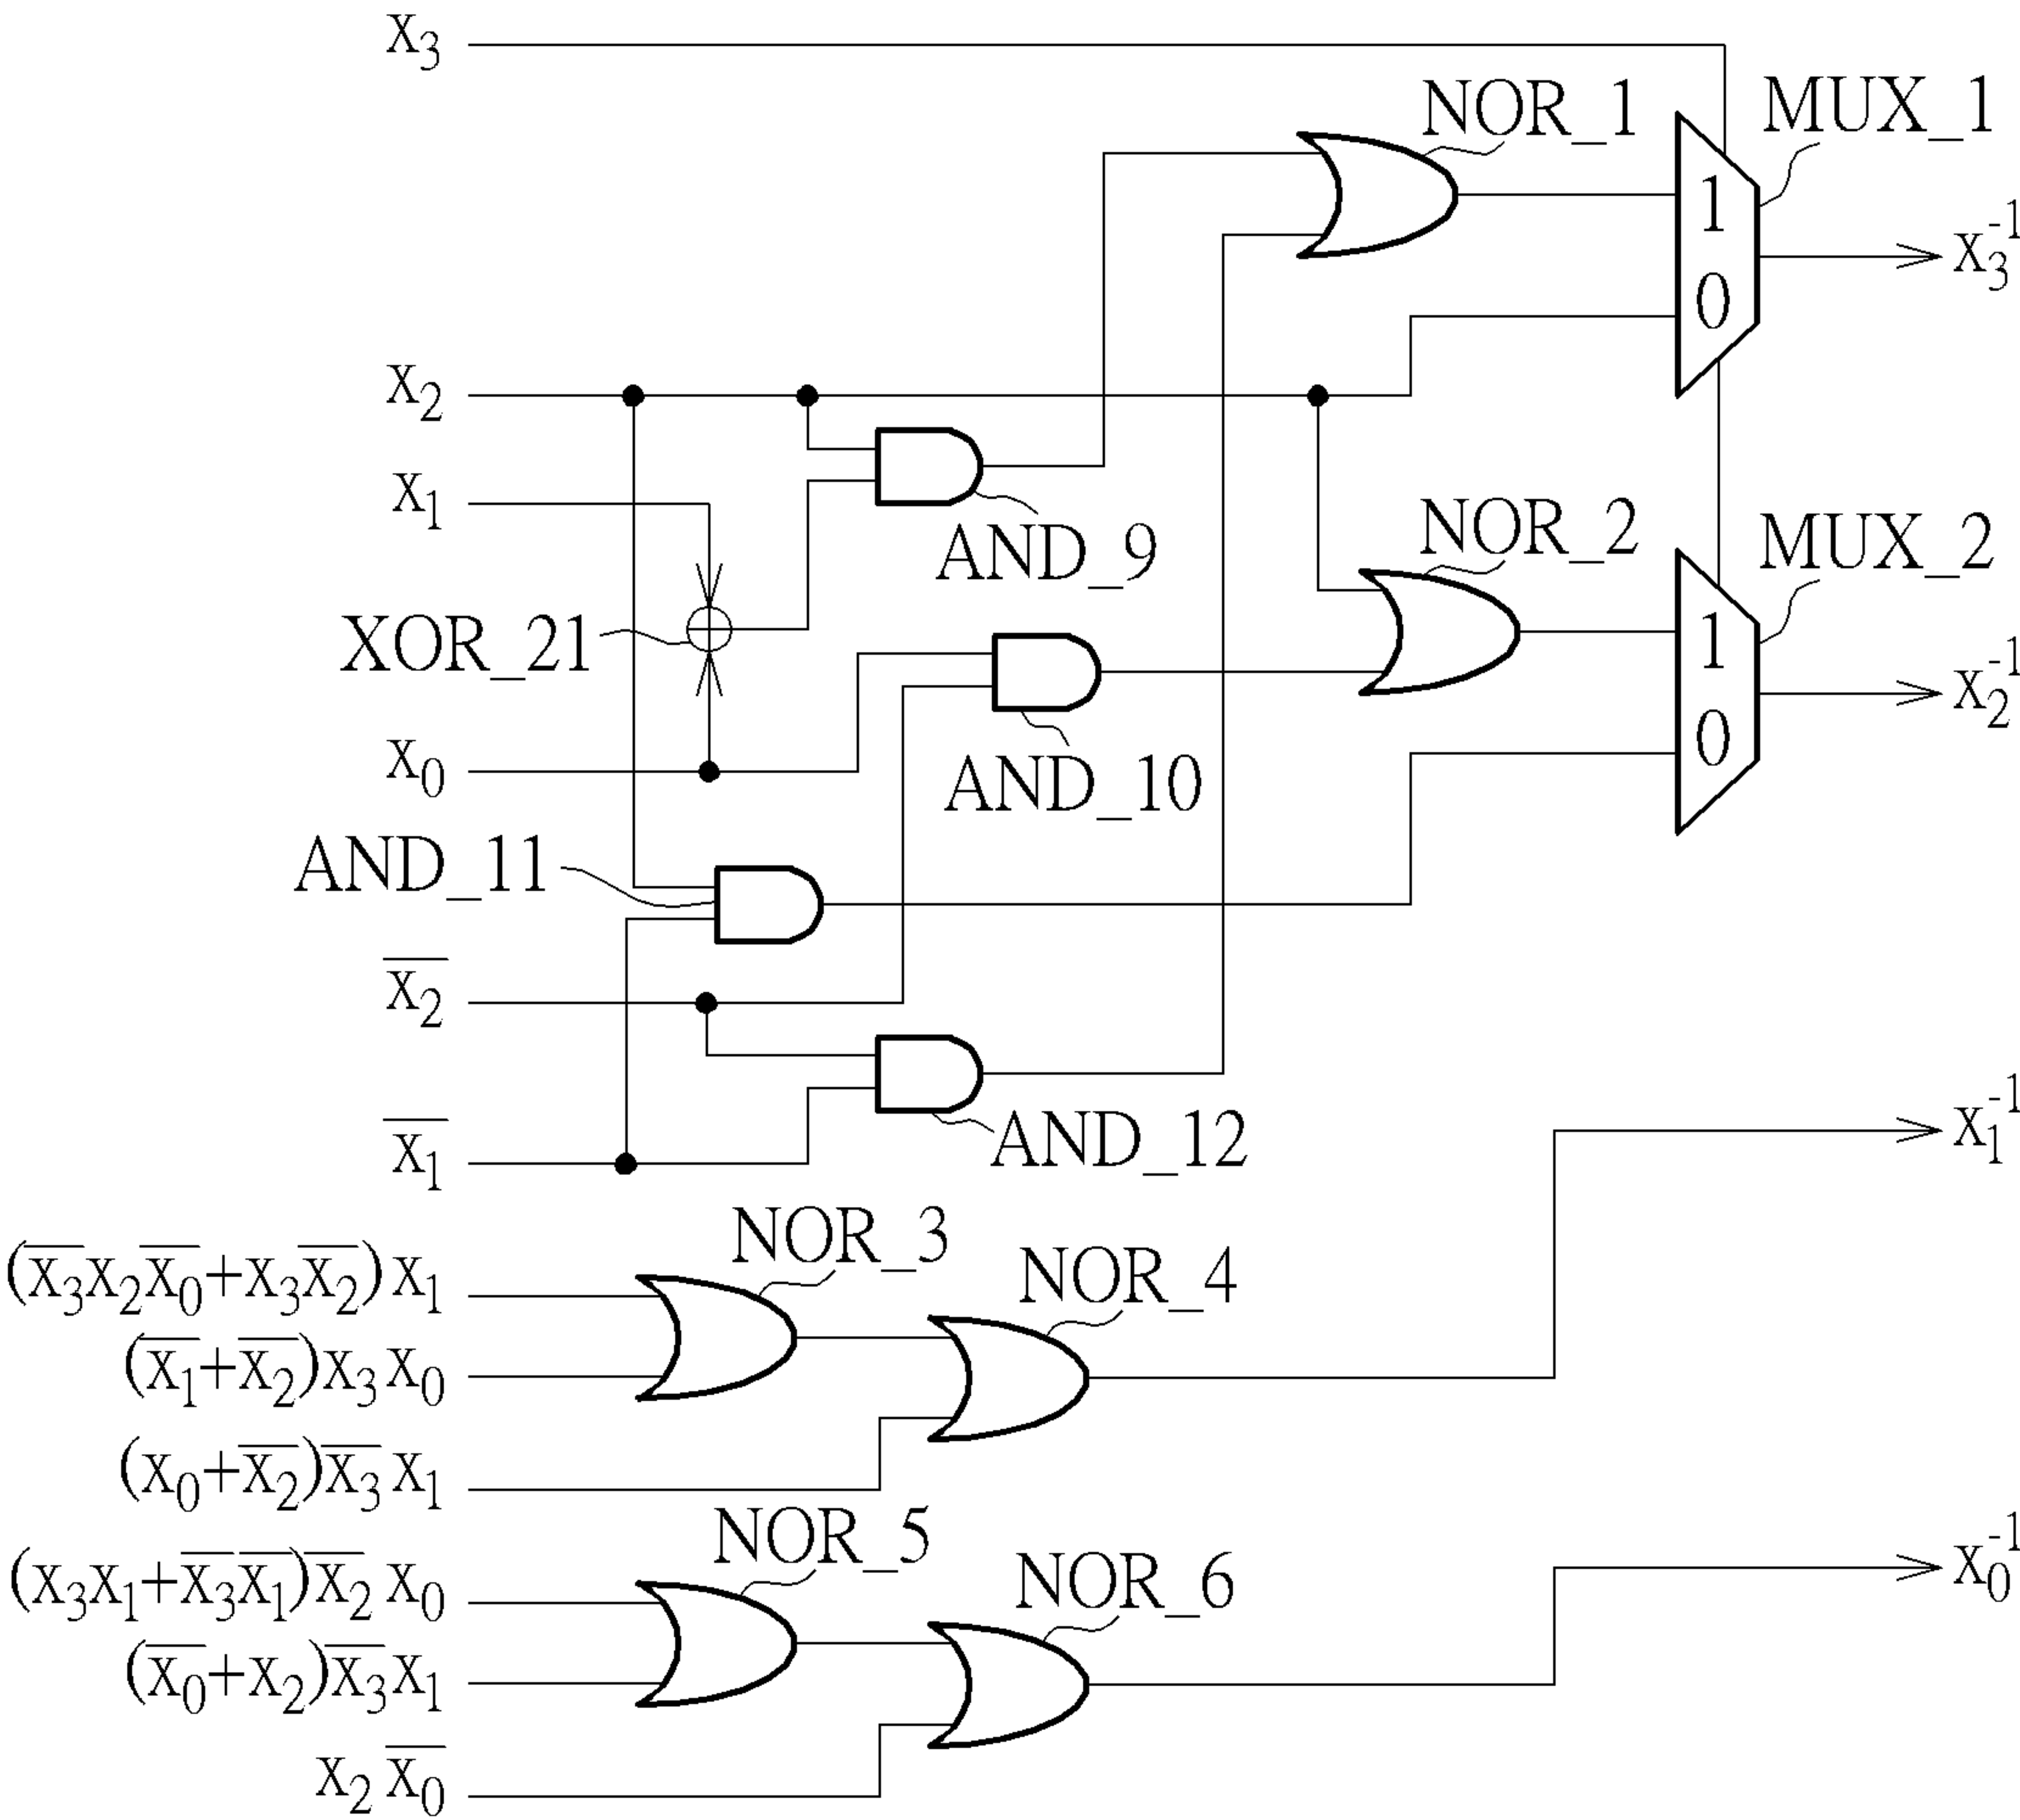 x₃
NOR_1
MUX_1
x₃⁻¹
1
0
x₂
x₁
AND_9
NOR_2
MUX_2
XOR_21
1
x₂⁻¹
0
x₀
AND_10
AND_11
x̅₂
x̅₁
AND_12
x₁⁻¹
NOR_3
(x̅₃x₂x̅₀+x₃x̅₂)x₁
NOR_4
(x̅₁+x̅₂)x₃x₀
(x₀+x̅₂)x̅₃x₁
NOR_5
x₀⁻¹
(x₃x₁+x̅₃x̅₁)x̅₂x₀
NOR_6
(x̅₀+x₂)x̅₃x₁
x₂x̅₀